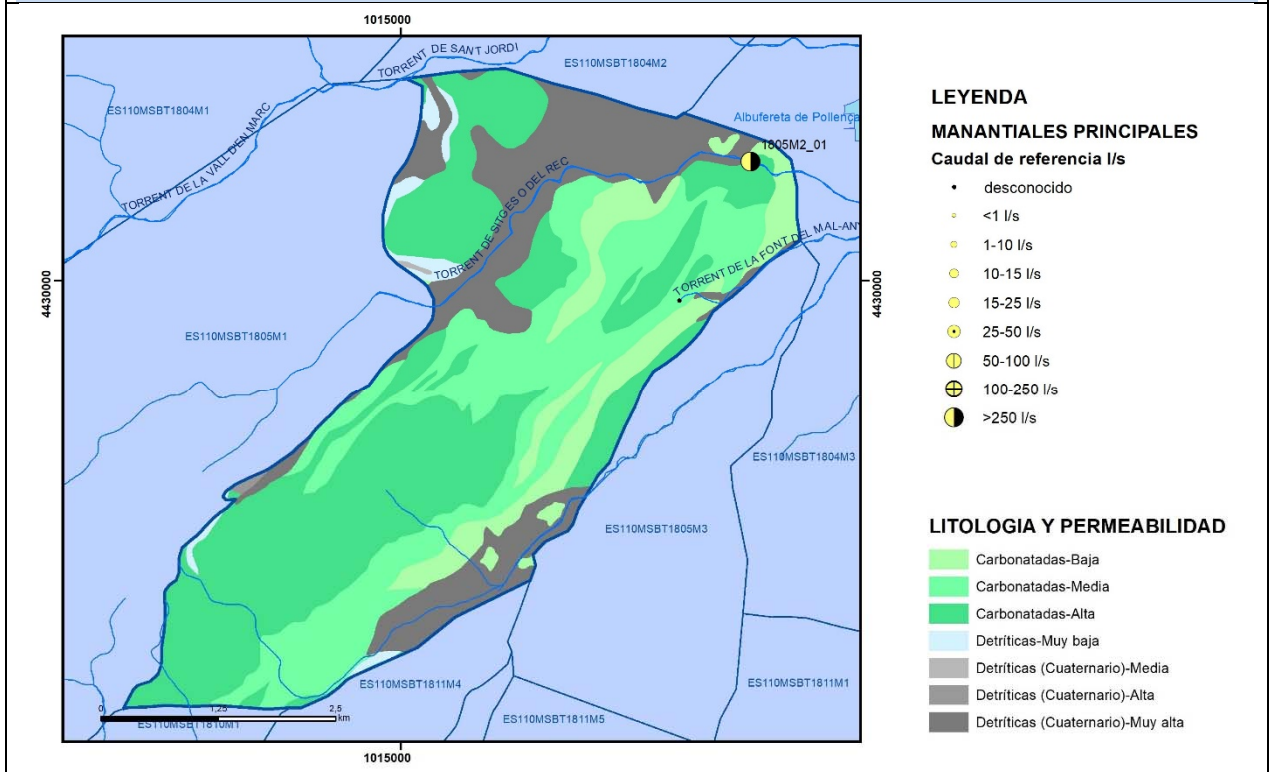 1015000
TORRENT DE SANT JORDI
ES110MSBT1804M2
ES110MSBT1804M1
Albufereta de Pollença
TORRENT DE LA VALL D'EN MARC
1805M2_01
TORRENT DE SITGES O DEL REC
TORRENT DE LA FONT DEL MAL-ANY
4430000
4430000
ES110MSBT1805M1
ES110MSBT1804M3
ES110MSBT1805M3
ES110MSBT1811M4
ES110MSBT1811M1
ES110MSBT1811M5
ES110MSBT1810M1
0 1,25 2,5
km
1015000
LEYENDA
MANANTIALES PRINCIPALES
Caudal de referencia l/s
desconocido
<1 l/s
1-10 l/s
10-15 l/s
15-25 l/s
25-50 l/s
50-100 l/s
100-250 l/s
>250 l/s
LITOLOGIA Y PERMEABILIDAD
Carbonatadas-Baja
Carbonatadas-Media
Carbonatadas-Alta
Detríticas-Muy baja
Detríticas (Cuaternario)-Media
Detríticas (Cuaternario)-Alta
Detríticas (Cuaternario)-Muy alta